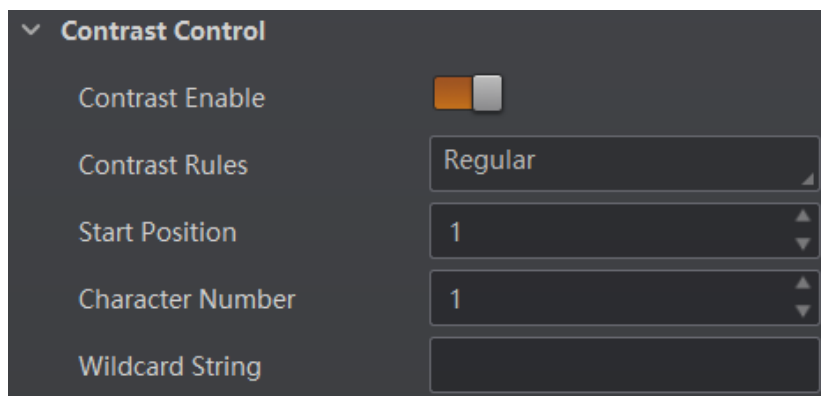 Contrast Control
Contrast Enable
Contrast Rules Regular
Start Position 1
Character Number 1
Wildcard String